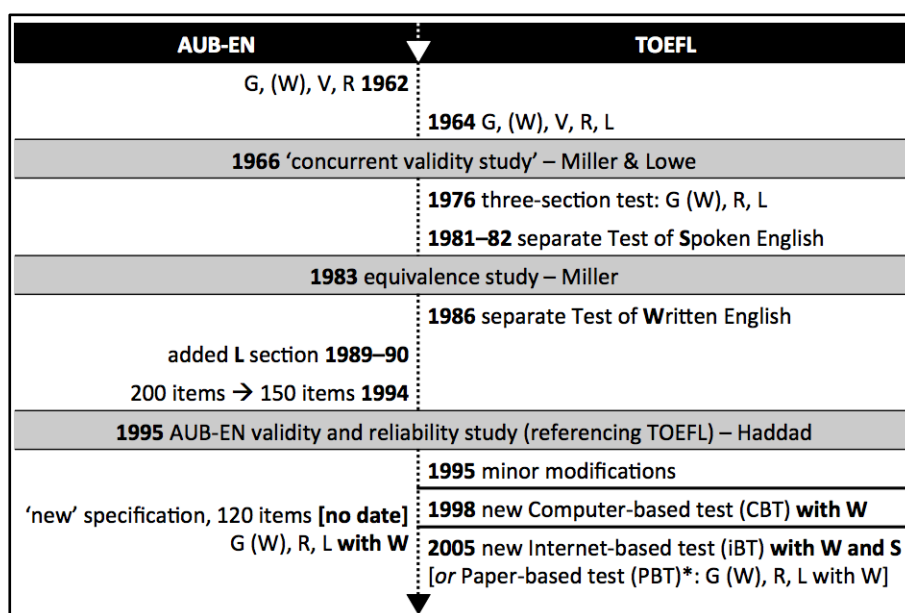 AUB-EN TOEFL
G, (W), V, R 1962
1964 G, (W), V, R, L
1966 ‘concurrent validity study’ – Miller & Lowe
1976 three-section test: G (W), R, L
1981–82 separate Test of Spoken English
1983 equivalence study – Miller
1986 separate Test of Written English
added L section 1989–90
200 items → 150 items 1994
1995 AUB-EN validity and reliability study (referencing TOEFL) – Haddad
1995 minor modifications
‘new’ specification, 120 items [no date]
G (W), R, L with W
1998 new Computer-based test (CBT) with W
2005 new Internet-based test (iBT) with W and S
[or Paper-based test (PBT)*: G (W), R, L with W]